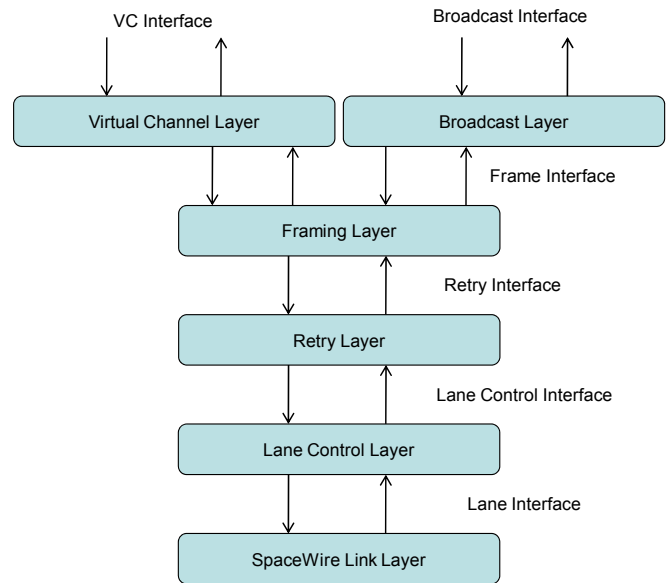 VC Interface
Broadcast Interface
Virtual Channel Layer
Broadcast Layer
Frame Interface
Framing Layer
Retry Interface
Retry Layer
Lane Control Interface
Lane Control Layer
Lane Interface
SpaceWire Link Layer